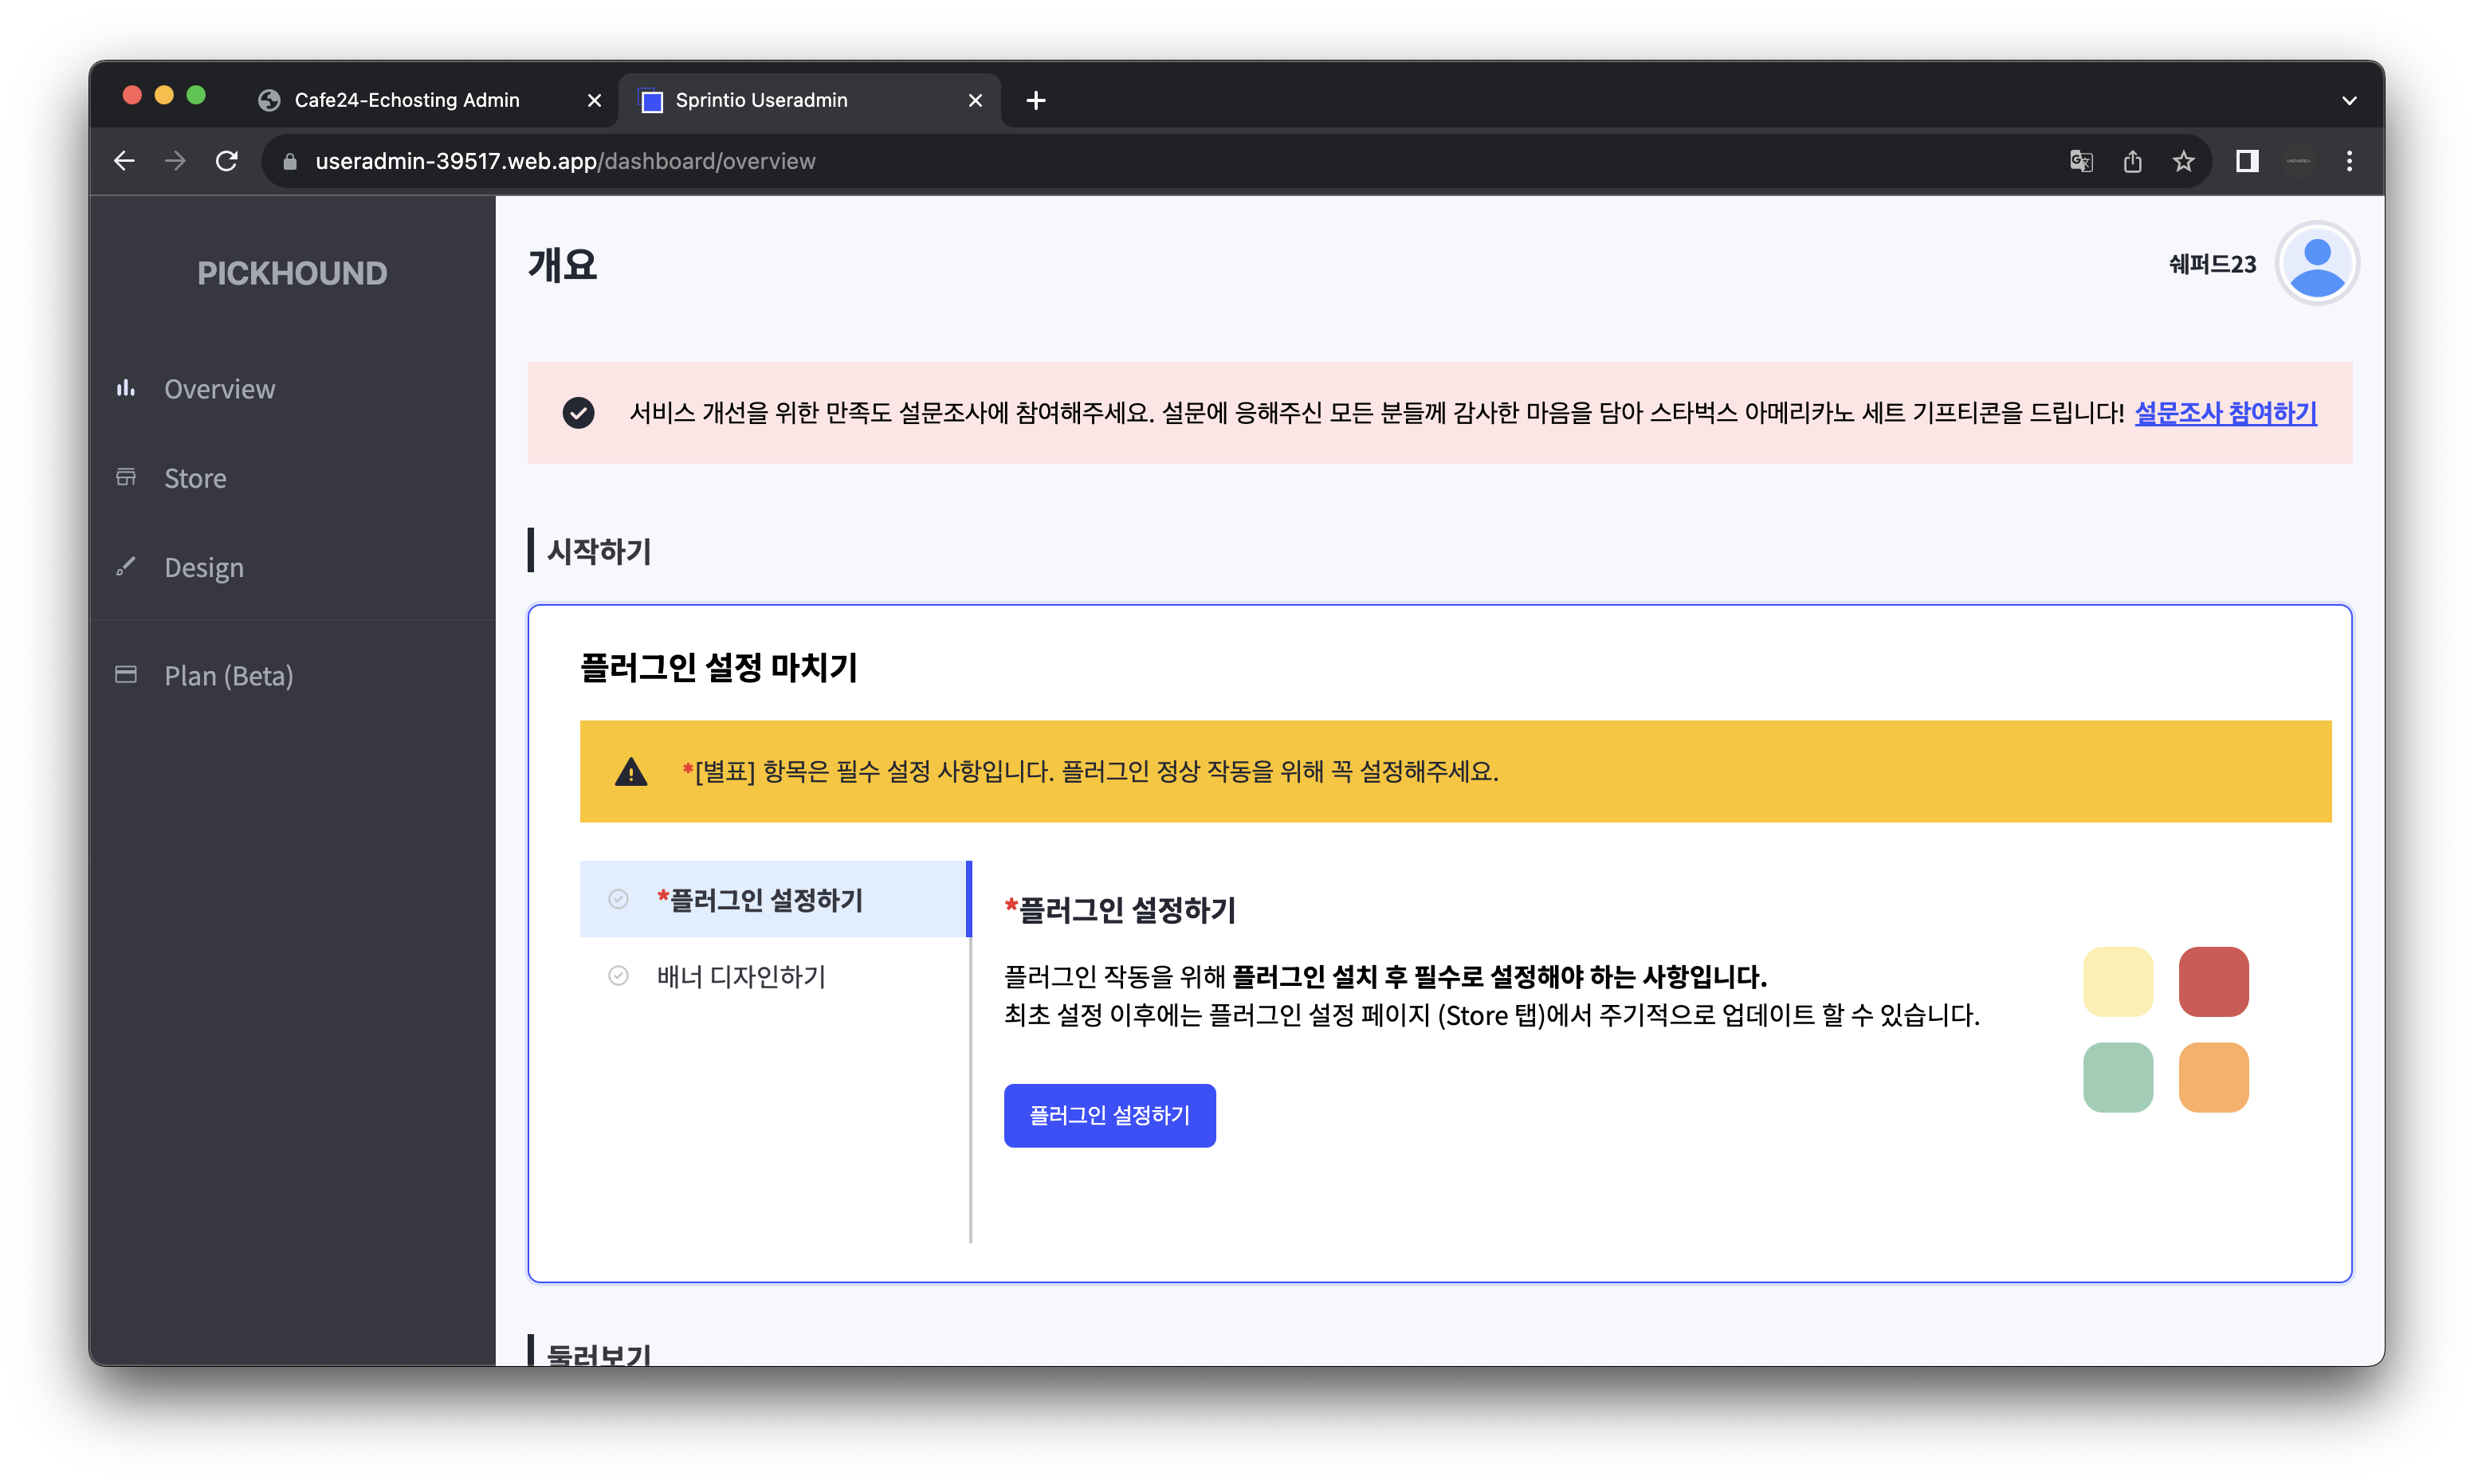 Cafe24-Echosting Admin
Sprintio Useradmin
useradmin-39517.web.app/dashboard/overview
PICKHOUND
Overview
Store
Design
Plan (Beta)
개요
쉐퍼드23
서비스 개선을 위한 만족도 설문조사에 참여해주세요. 설문에 응해주신 모든 분들께 감사한 마음을 담아 스타벅스 아메리카노 세트 기프티콘을 드립니다! 설문조사 참여하기
시작하기
플러그인 설정 마치기
*[별표] 항목은 필수 설정 사항입니다. 플러그인 정상 작동을 위해 꼭 설정해주세요.
*플러그인 설정하기
배너 디자인하기
*플러그인 설정하기
플러그인 작동을 위해 플러그인 설치 후 필수로 설정해야 하는 사항입니다.
최초 설정 이후에는 플러그인 설정 페이지 (Store 탭)에서 주기적으로 업데이트 할 수 있습니다.
플러그인 설정하기
둘러보기